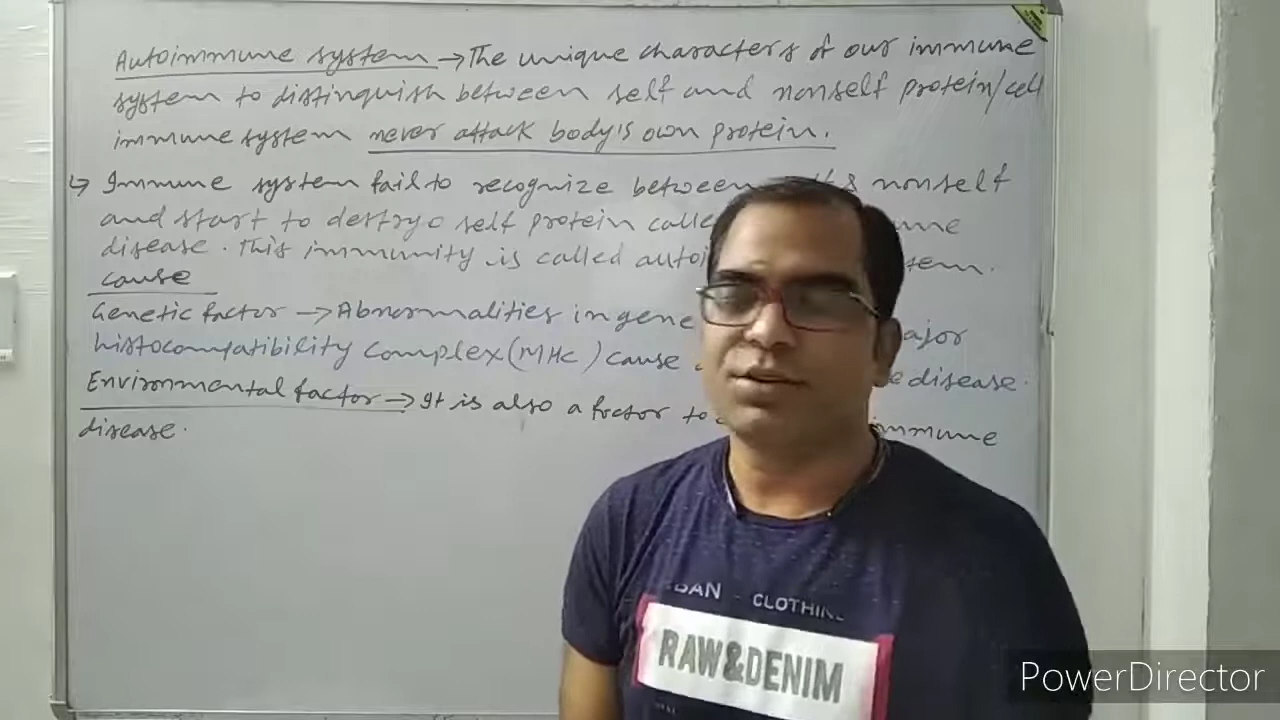 Autoimmune system → The unique characters of our immune
system to distinguish between self and nonself protein/cell
immune system never attack body's own protein.
↳ Immune system fail to recognize between nonself
and start to destryo self protein
disease. This immunity is called
cause
Genetic factor → Abnormalities in gene
histocompatibility complex (MHC) cause disease.
Environmental factor → It is also a factor to
disease.
CLOTHIN
RAW&DENIM
PowerDirector